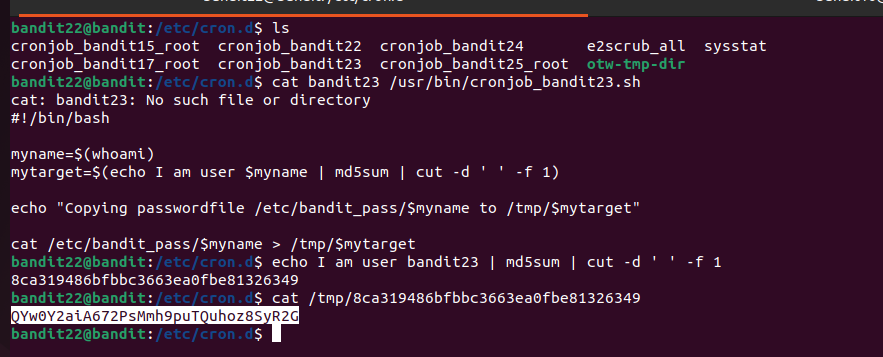 bandit22@bandit:/etc/cron.d$ ls
cronjob_bandit15_root cronjob_bandit22 cronjob_bandit24 e2scrub_all sysstat
cronjob_bandit17_root cronjob_bandit23 cronjob_bandit25_root otw-tmp-dir
bandit22@bandit:/etc/cron.d$ cat bandit23 /usr/bin/cronjob_bandit23.sh
cat: bandit23: No such file or directory
#!/bin/bash
myname=$(whoami)
mytarget=$(echo I am user $myname | md5sum | cut -d ' ' -f 1)
echo "Copying passwordfile /etc/bandit_pass/$myname to /tmp/$mytarget"
cat /etc/bandit_pass/$myname > /tmp/$mytarget
bandit22@bandit:/etc/cron.d$ echo I am user bandit23 | md5sum | cut -d ' ' -f 1
8ca319486bfbbc3663ea0fbe81326349
bandit22@bandit:/etc/cron.d$ cat /tmp/8ca319486bfbbc3663ea0fbe81326349
QYw0Y2aiA672PsMmh9puTQuhoz8SyR2G
bandit22@bandit:/etc/cron.d$